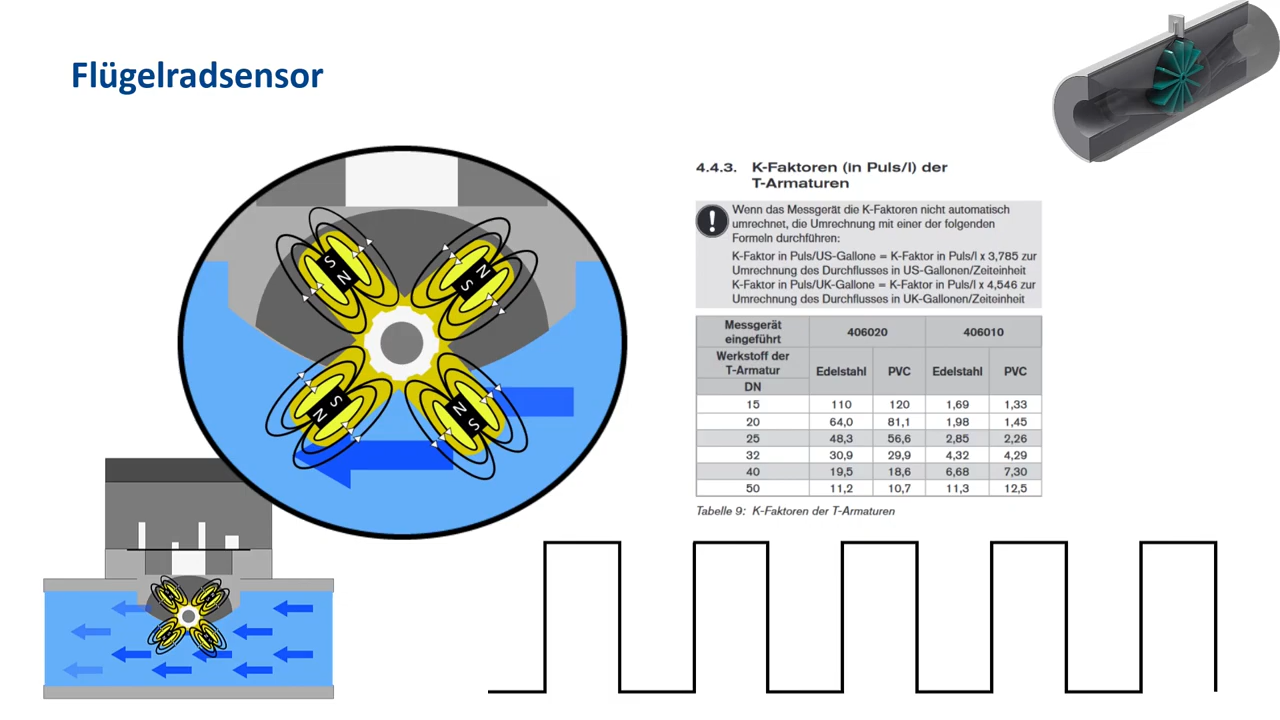 Flügelradsensor
4.4.3. K-Faktoren (in Puls/l) der
T-Armaturen
! Wenn das Messgerät die K-Faktoren nicht automatisch
umrechnet, die Umrechnung mit einer der folgenden
Formeln durchführen:
K-Faktor in Puls/US-Gallone = K-Faktor in Puls/l x 3,785 zur
Umrechnung des Durchflusses in US-Gallonen/Zeiteinheit
K-Faktor in Puls/UK-Gallone = K-Faktor in Puls/l x 4,546 zur
Umrechnung des Durchflusses in UK-Gallonen/Zeiteinheit
Messgerät
eingeführt 406020 406010
Werkstoff der
T-Armatur Edelstahl PVC Edelstahl PVC
DN
15 110 120 1,69 1,33
20 64,0 81,1 1,98 1,45
25 48,3 56,6 2,85 2,26
32 30,9 29,9 4,32 4,29
40 19,5 18,6 6,68 7,30
50 11,2 10,7 11,3 12,5
Tabelle 9: K-Faktoren der T-Armaturen
S N
N S
S N
N S